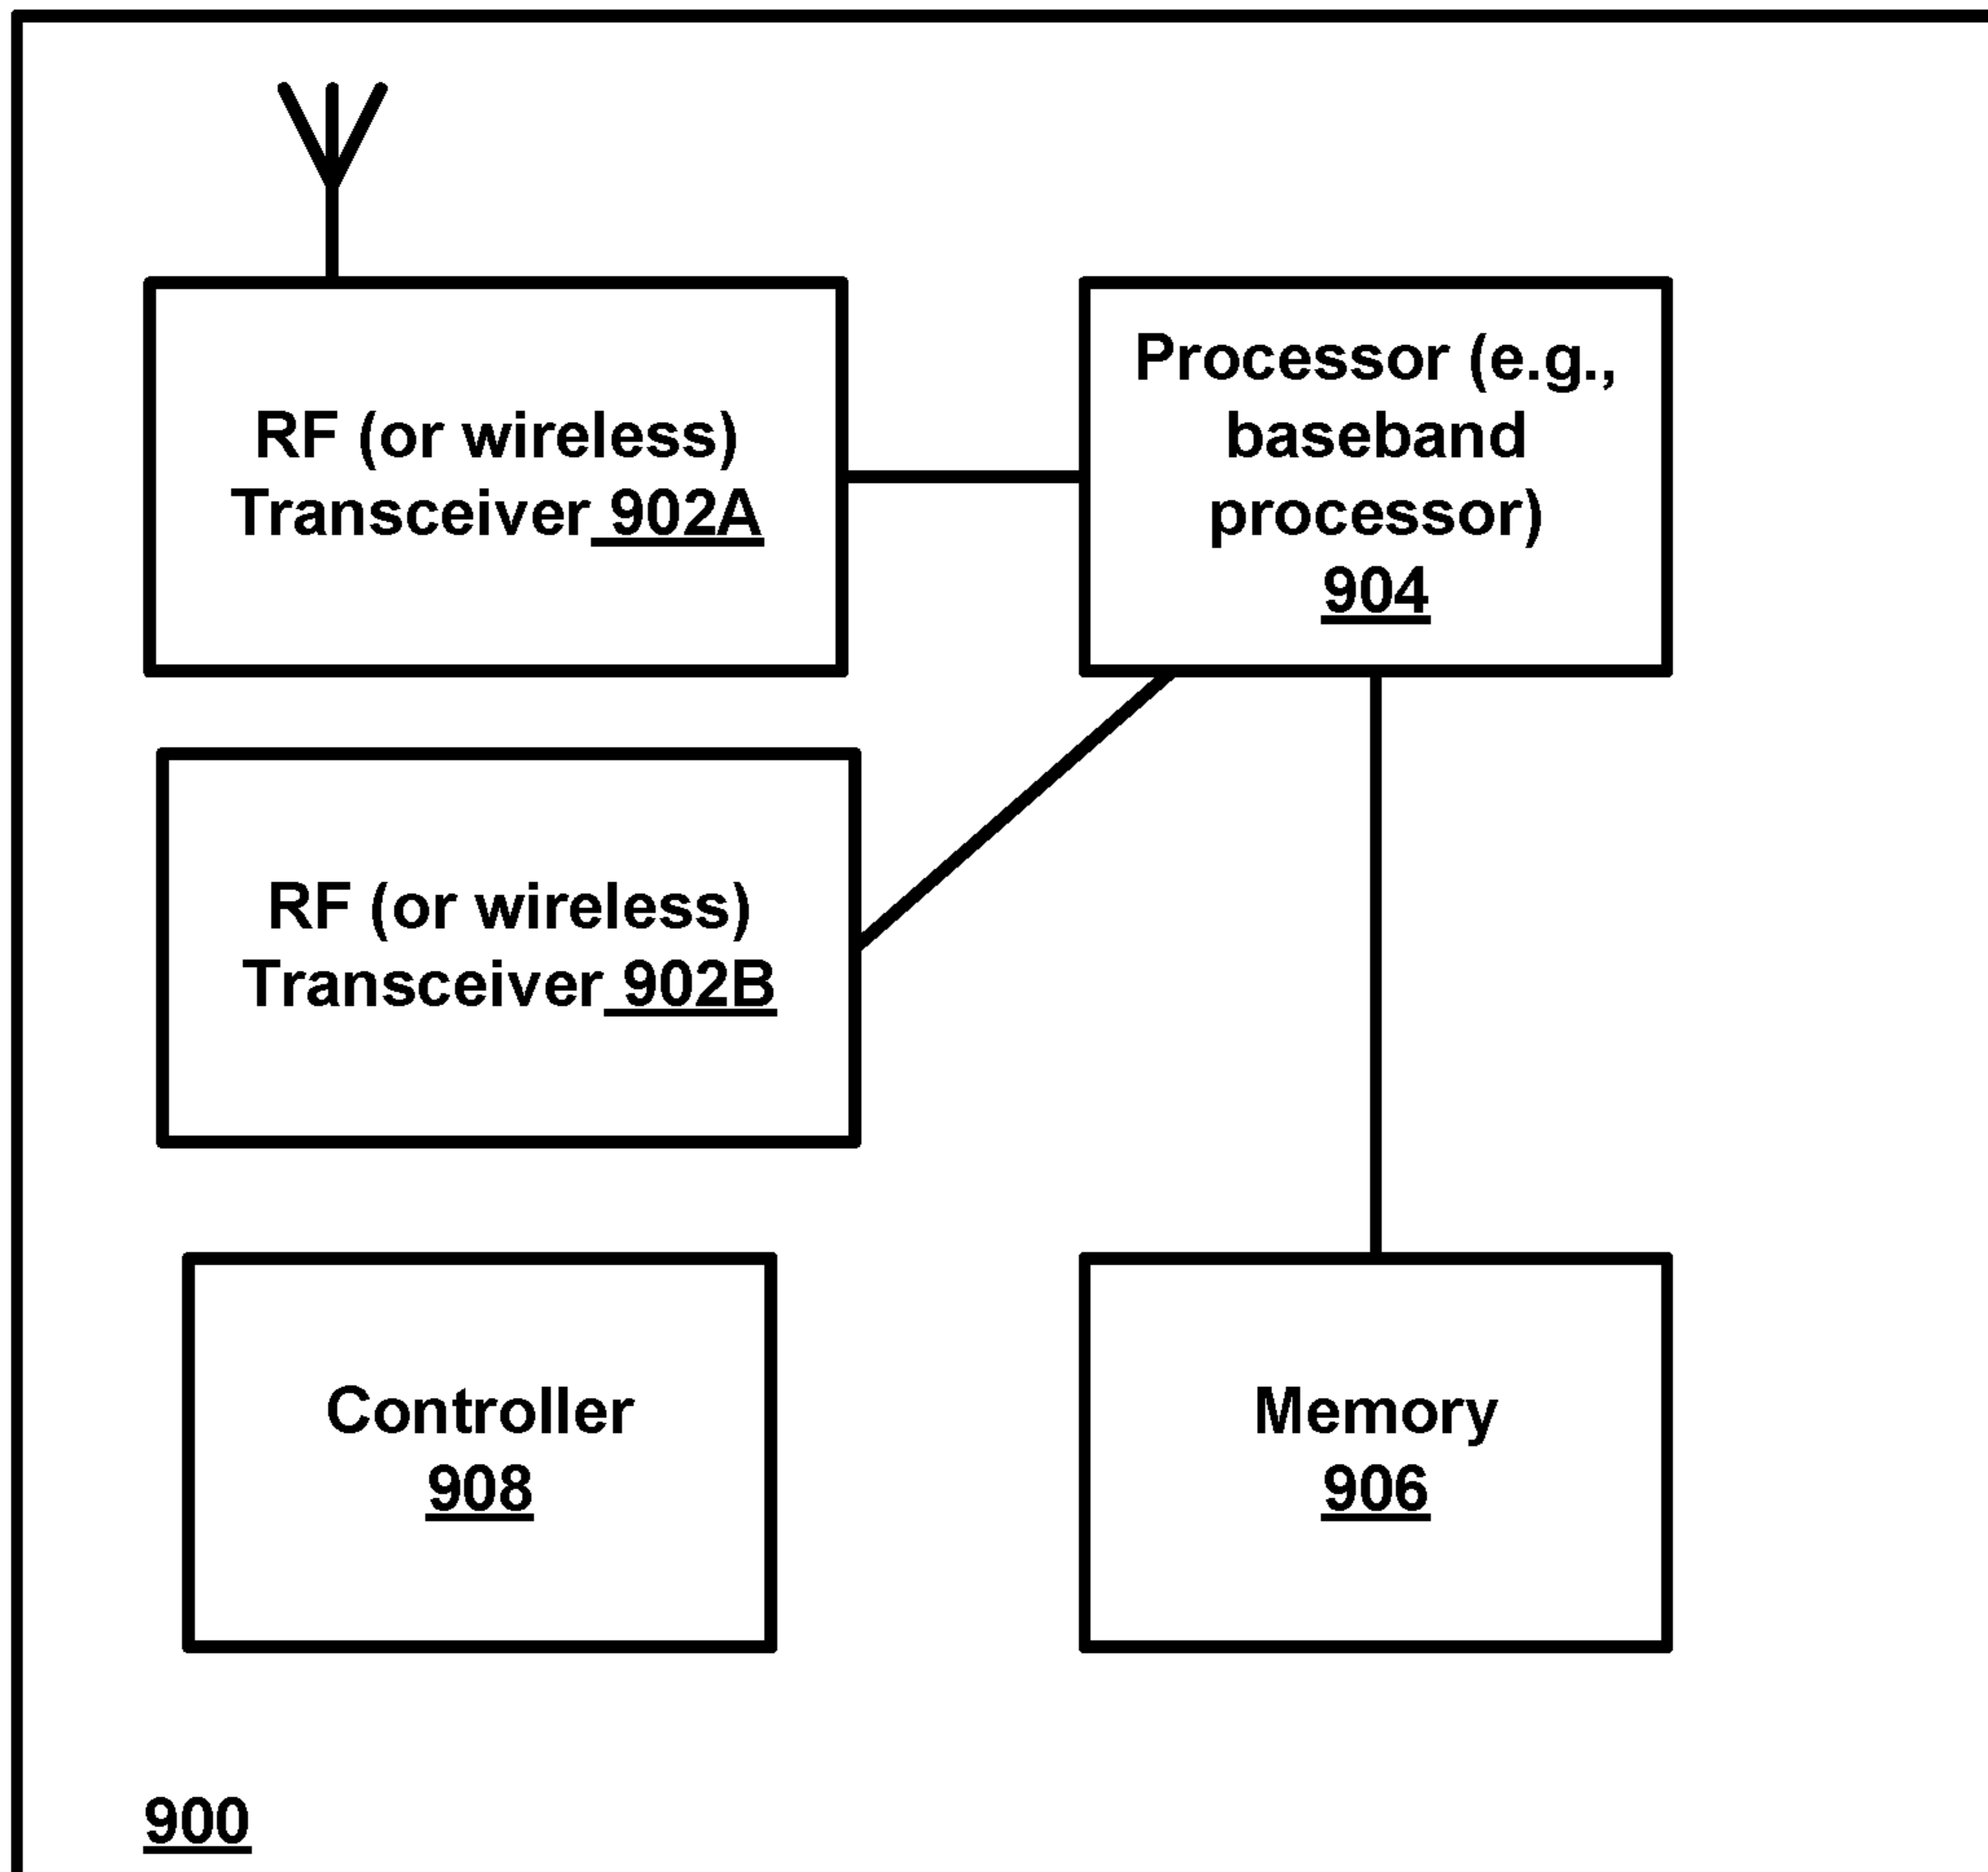 RF (or wireless)
Transceiver 902A
Processor (e.g.,
baseband
processor)
904
RF (or wireless)
Transceiver 902B
Controller
908
Memory
906
900